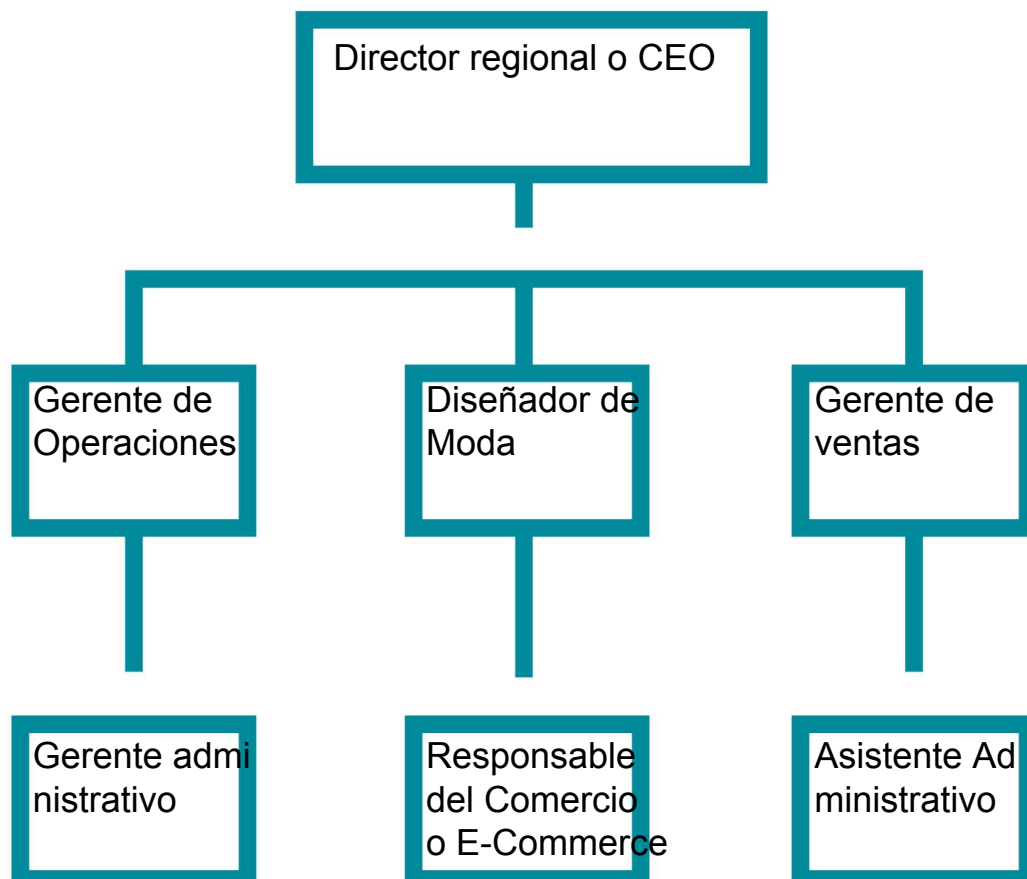 Director regional o CEO
Gerente de
Operaciones
Diseñador de
Moda
Gerente de
ventas
Gerente admi
nistrativo
Responsable
del Comercio
o E-Commerce
Asistente Ad
ministrativo